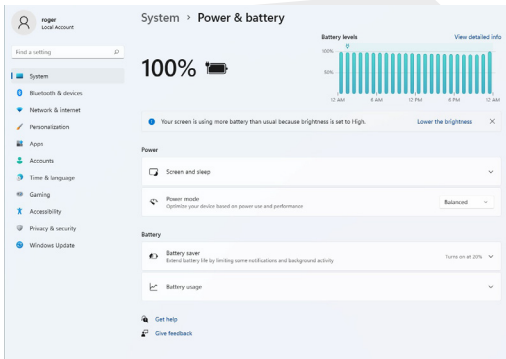 roger
Local Account
Find a setting
System
Bluetooth & devices
Network & internet
Personalization
Apps
Accounts
Time & language
Gaming
Accessibility
Privacy & security
Windows Update
System > Power & battery
100%
Battery levels
View detailed info
100%
50%
12 AM
6 AM
12 PM
6 PM
12 AM
Your screen is using more battery than usual because brightness is set to High.
Lower the brightness
Power
Screen and sleep
Power mode
Optimize your device based on power use and performance
Balanced
Battery
Battery saver
Extend battery life by limiting some notifications and background activity
Turns on at 20%
Battery usage
Get help
Give feedback